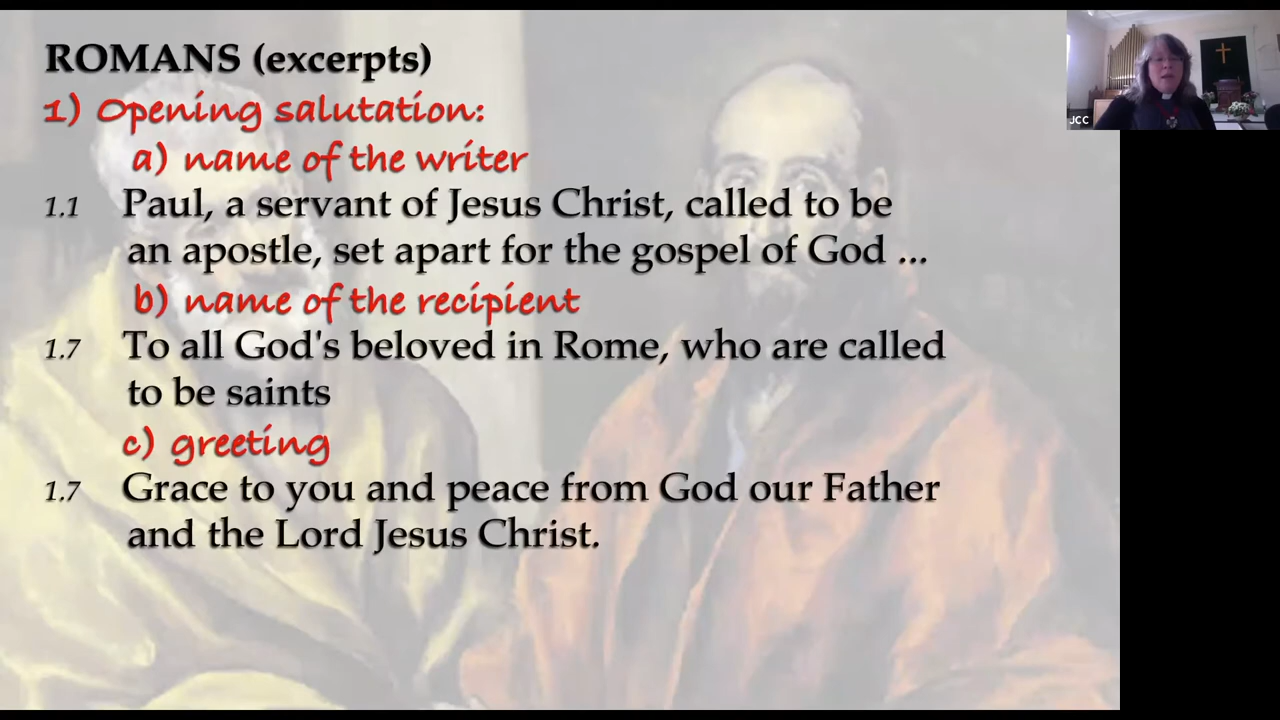 ROMANS (excerpts)
1) Opening salutation:
a) name of the writer
1.1 Paul, a servant of Jesus Christ, called to be
an apostle, set apart for the gospel of God ...
b) name of the recipient
1.7 To all God's beloved in Rome, who are called
to be saints
c) greeting
1.7 Grace to you and peace from God our Father
and the Lord Jesus Christ.
JCC